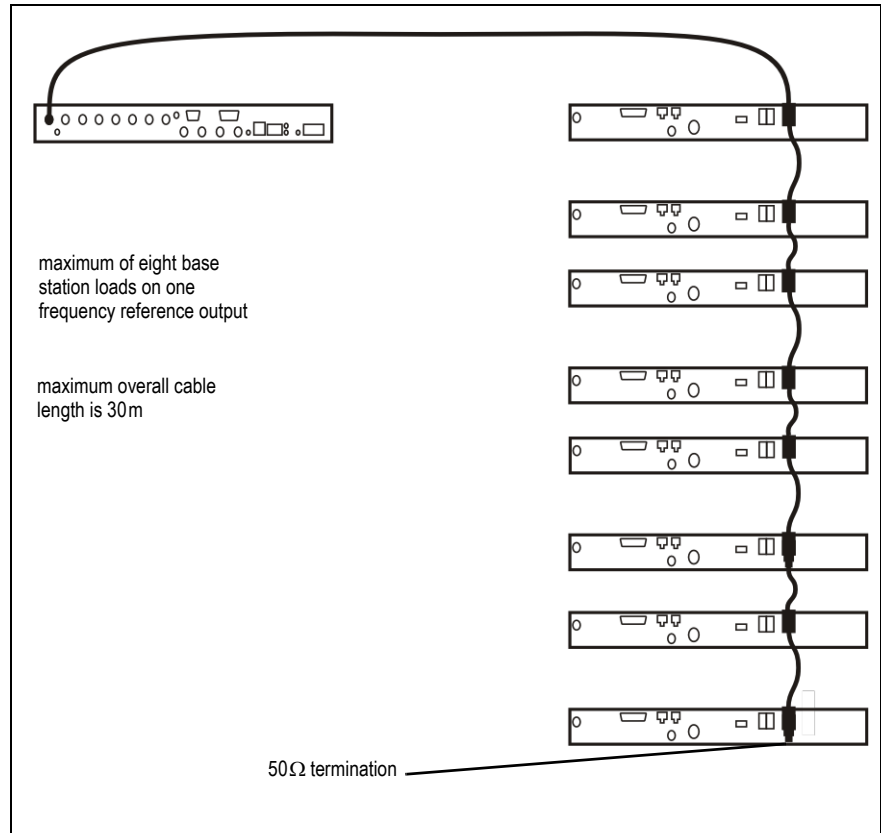 maximum of eight base
station loads on one
frequency reference output
maximum overall cable
length is 30m
50Ω termination